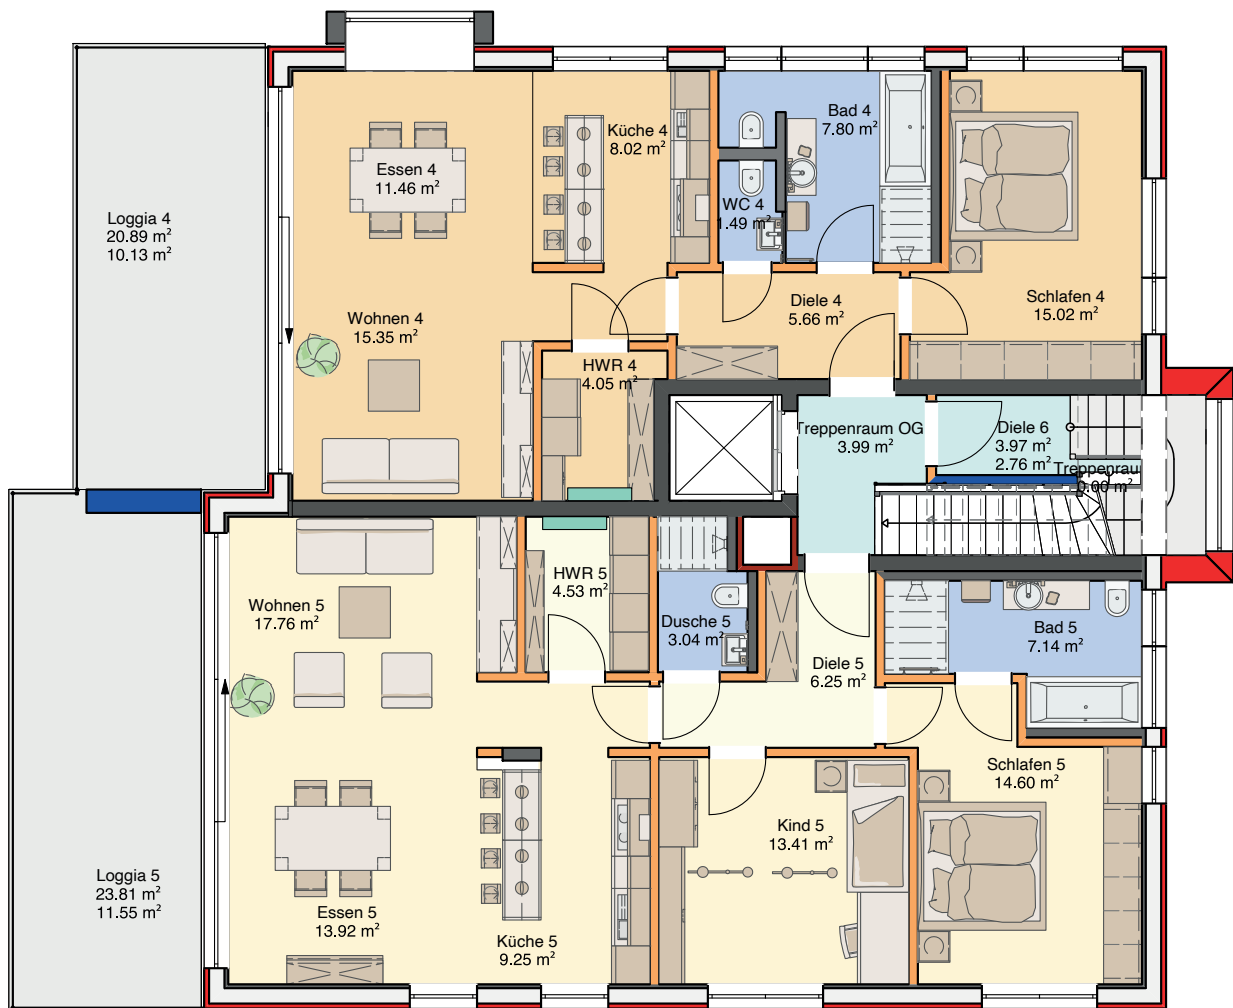 Küche 4
8.02 m²
Bad 4
7.80 m²
Essen 4
11.46 m²
WC 4
1.49 m²
Loggia 4
20.89 m²
10.13 m²
Diele 4
5.66 m²
Schlafen 4
15.02 m²
Wohnen 4
15.35 m²
HWR 4
4.05 m²
Treppenraum OG
3.99 m²
Diele 6
3.97 m²
2.76 m²
Treppenrau
0.00 m²
HWR 5
4.53 m²
Wohnen 5
17.76 m²
Dusche 5
3.04 m²
Bad 5
7.14 m²
Diele 5
6.25 m²
Schlafen 5
14.60 m²
Kind 5
13.41 m²
Loggia 5
23.81 m²
11.55 m²
Essen 5
13.92 m²
Küche 5
9.25 m²